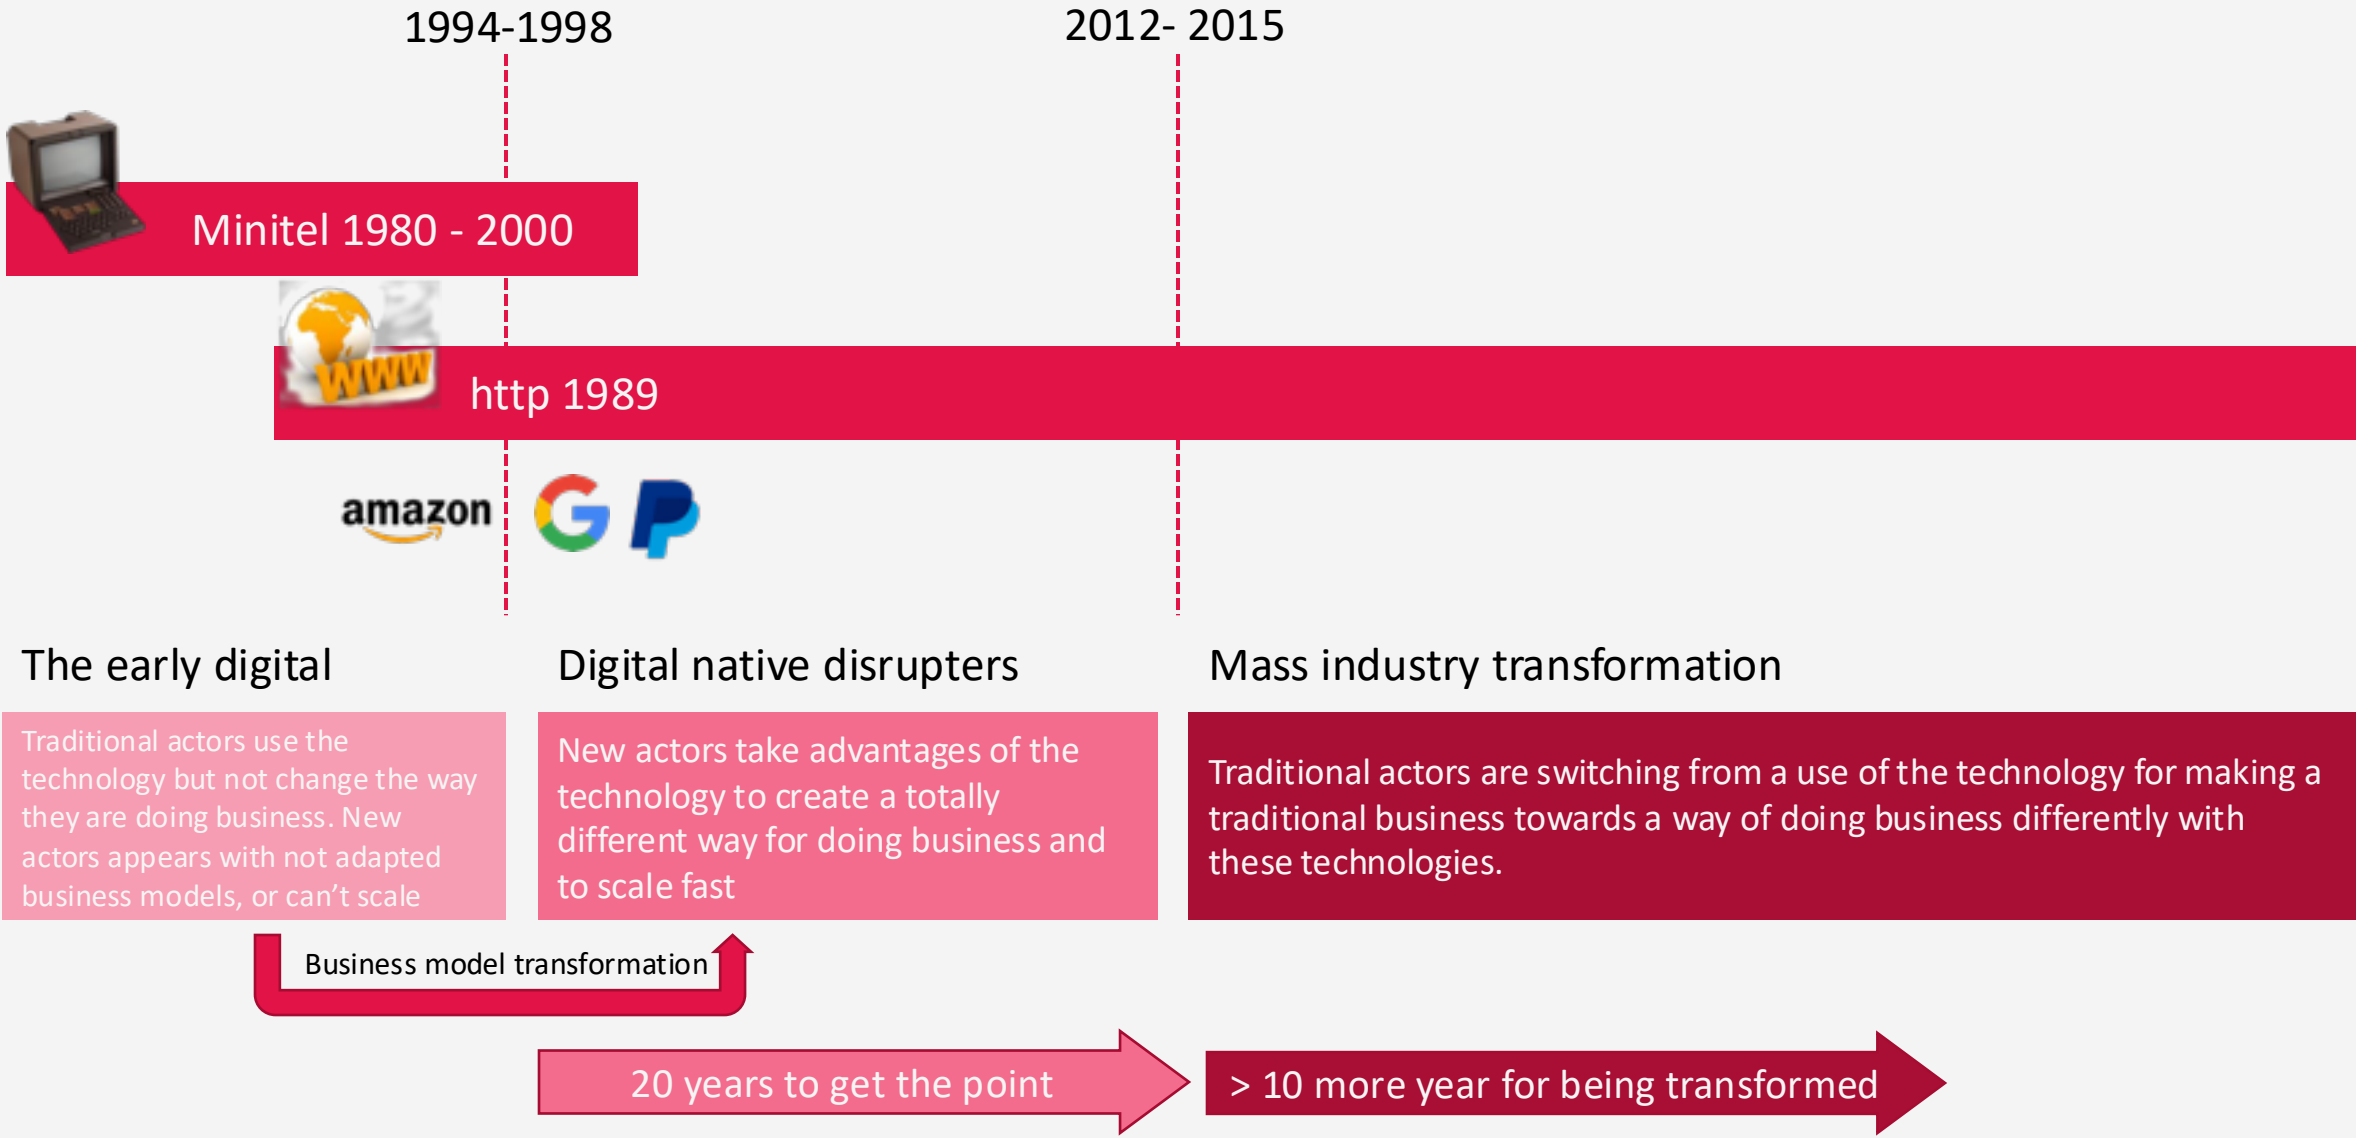 1994-1998
2012- 2015
Minitel 1980 - 2000
WWW
http 1989
amazon
The early digital
Traditional actors use the
technology but not change the way
they are doing business. New
actors appears with not adapted
business models, or can’t scale
Digital native disrupters
New actors take advantages of the
technology to create a totally
different way for doing business and
to scale fast
Mass industry transformation
Traditional actors are switching from a use of the technology for making a
traditional business towards a way of doing business differently with
these technologies.
Business model transformation
20 years to get the point
> 10 more year for being transformed